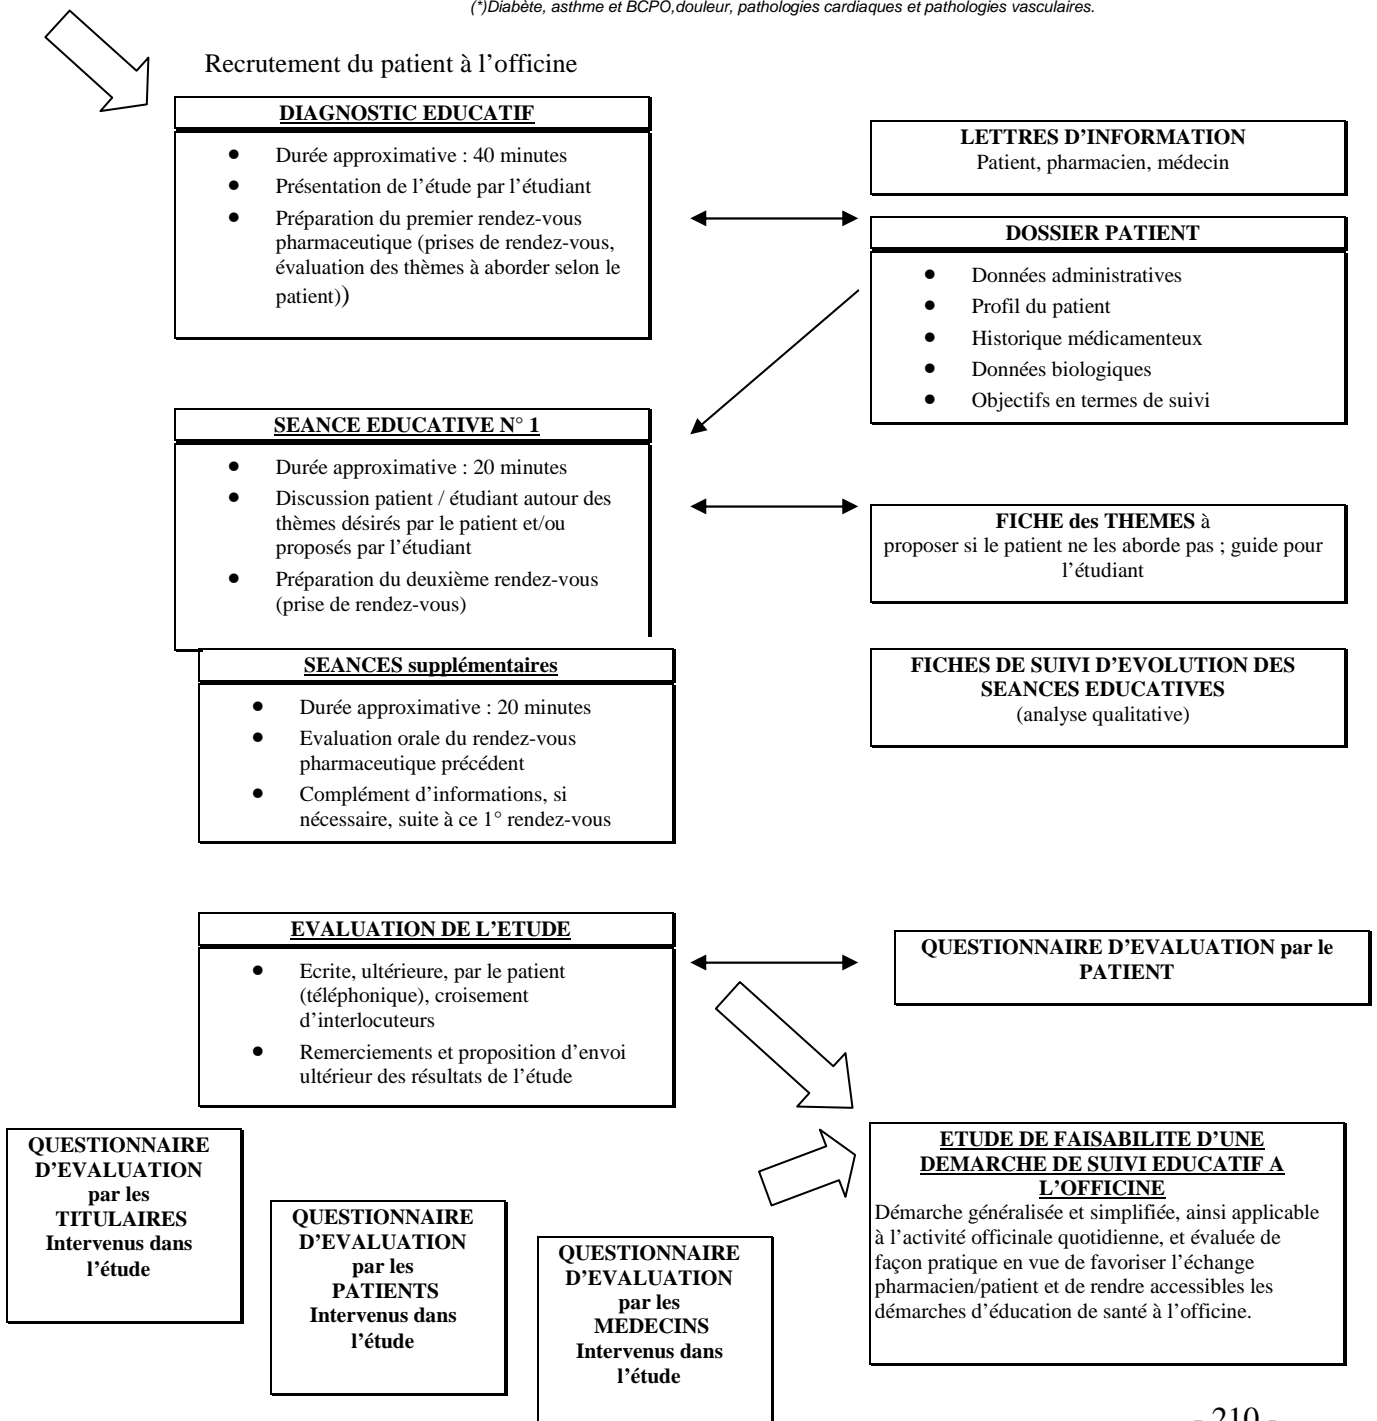 (*)Diabète, asthme et BCPO,douleur, pathologies cardiaques et pathologies vasculaires.
Recrutement du patient à l’officine
DIAGNOSTIC EDUCATIF
● Durée approximative : 40 minutes
● Présentation de l’étude par l’étudiant
● Préparation du premier rendez-vous
pharmaceutique (prises de rendez-vous,
évaluation des thèmes à aborder selon le
patient))
LETTRES D’INFORMATION
Patient, pharmacien, médecin
DOSSIER PATIENT
● Données administratives
● Profil du patient
● Historique médicamenteux
● Données biologiques
● Objectifs en termes de suivi
SEANCE EDUCATIVE N° 1
● Durée approximative : 20 minutes
● Discussion patient / étudiant autour des
thèmes désirés par le patient et/ou
proposés par l’étudiant
● Préparation du deuxième rendez-vous
(prise de rendez-vous)
FICHE des THEMES à
proposer si le patient ne les aborde pas ; guide pour
l’étudiant
SEANCES supplémentaires
● Durée approximative : 20 minutes
● Evaluation orale du rendez-vous
pharmaceutique précédent
● Complément d’informations, si
nécessaire, suite à ce 1° rendez-vous
FICHES DE SUIVI D’EVOLUTION DES
SEANCES EDUCATIVES
(analyse qualitative)
EVALUATION DE L’ETUDE
● Ecrite, ultérieure, par le patient
(téléphonique), croisement
d’interlocuteurs
● Remerciements et proposition d’envoi
ultérieur des résultats de l’étude
QUESTIONNAIRE D’EVALUATION par le
PATIENT
QUESTIONNAIRE
D’EVALUATION
par les
TITULAIRES
Intervenus dans
l’étude
QUESTIONNAIRE
D’EVALUATION
par les
PATIENTS
Intervenus dans
l’étude
QUESTIONNAIRE
D’EVALUATION
par les
MEDECINS
Intervenus dans
l’étude
ETUDE DE FAISABILITE D’UNE
DEMARCHE DE SUIVI EDUCATIF A
L’OFFICINE
Démarche généralisée et simplifiée, ainsi applicable
à l’activité officinale quotidienne, et évaluée de
façon pratique en vue de favoriser l’échange
pharmacien/patient et de rendre accessibles les
démarches d’éducation de santé à l’officine.
- 210 -